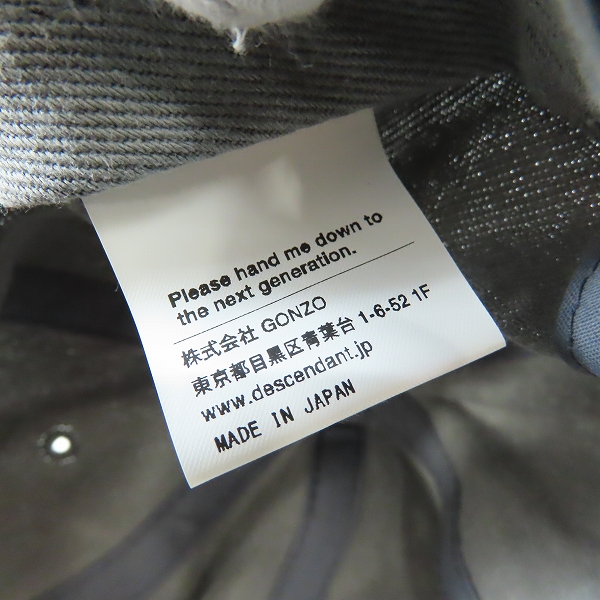 Please hand me down to
the next generation.
株式会社 GONZO
東京都目黒区青葉台 1-6-52 1F
www.descendant.jp
MADE IN JAPAN